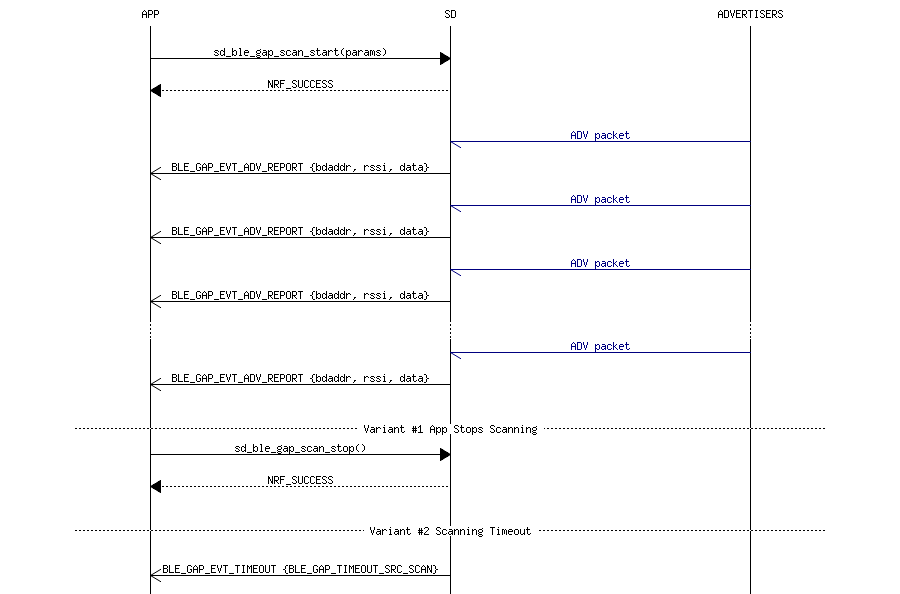 APP SD ADVERTISERS
sd_ble_gap_scan_start(params)
NRF_SUCCESS
ADV packet
BLE_GAP_EVT_ADV_REPORT {bdaddr, rssi, data}
ADV packet
BLE_GAP_EVT_ADV_REPORT {bdaddr, rssi, data}
ADV packet
BLE_GAP_EVT_ADV_REPORT {bdaddr, rssi, data}
ADV packet
BLE_GAP_EVT_ADV_REPORT {bdaddr, rssi, data}
Variant #1 App Stops Scanning
sd_ble_gap_scan_stop()
NRF_SUCCESS
Variant #2 Scanning Timeout
BLE_GAP_EVT_TIMEOUT {BLE_GAP_TIMEOUT_SRC_SCAN}